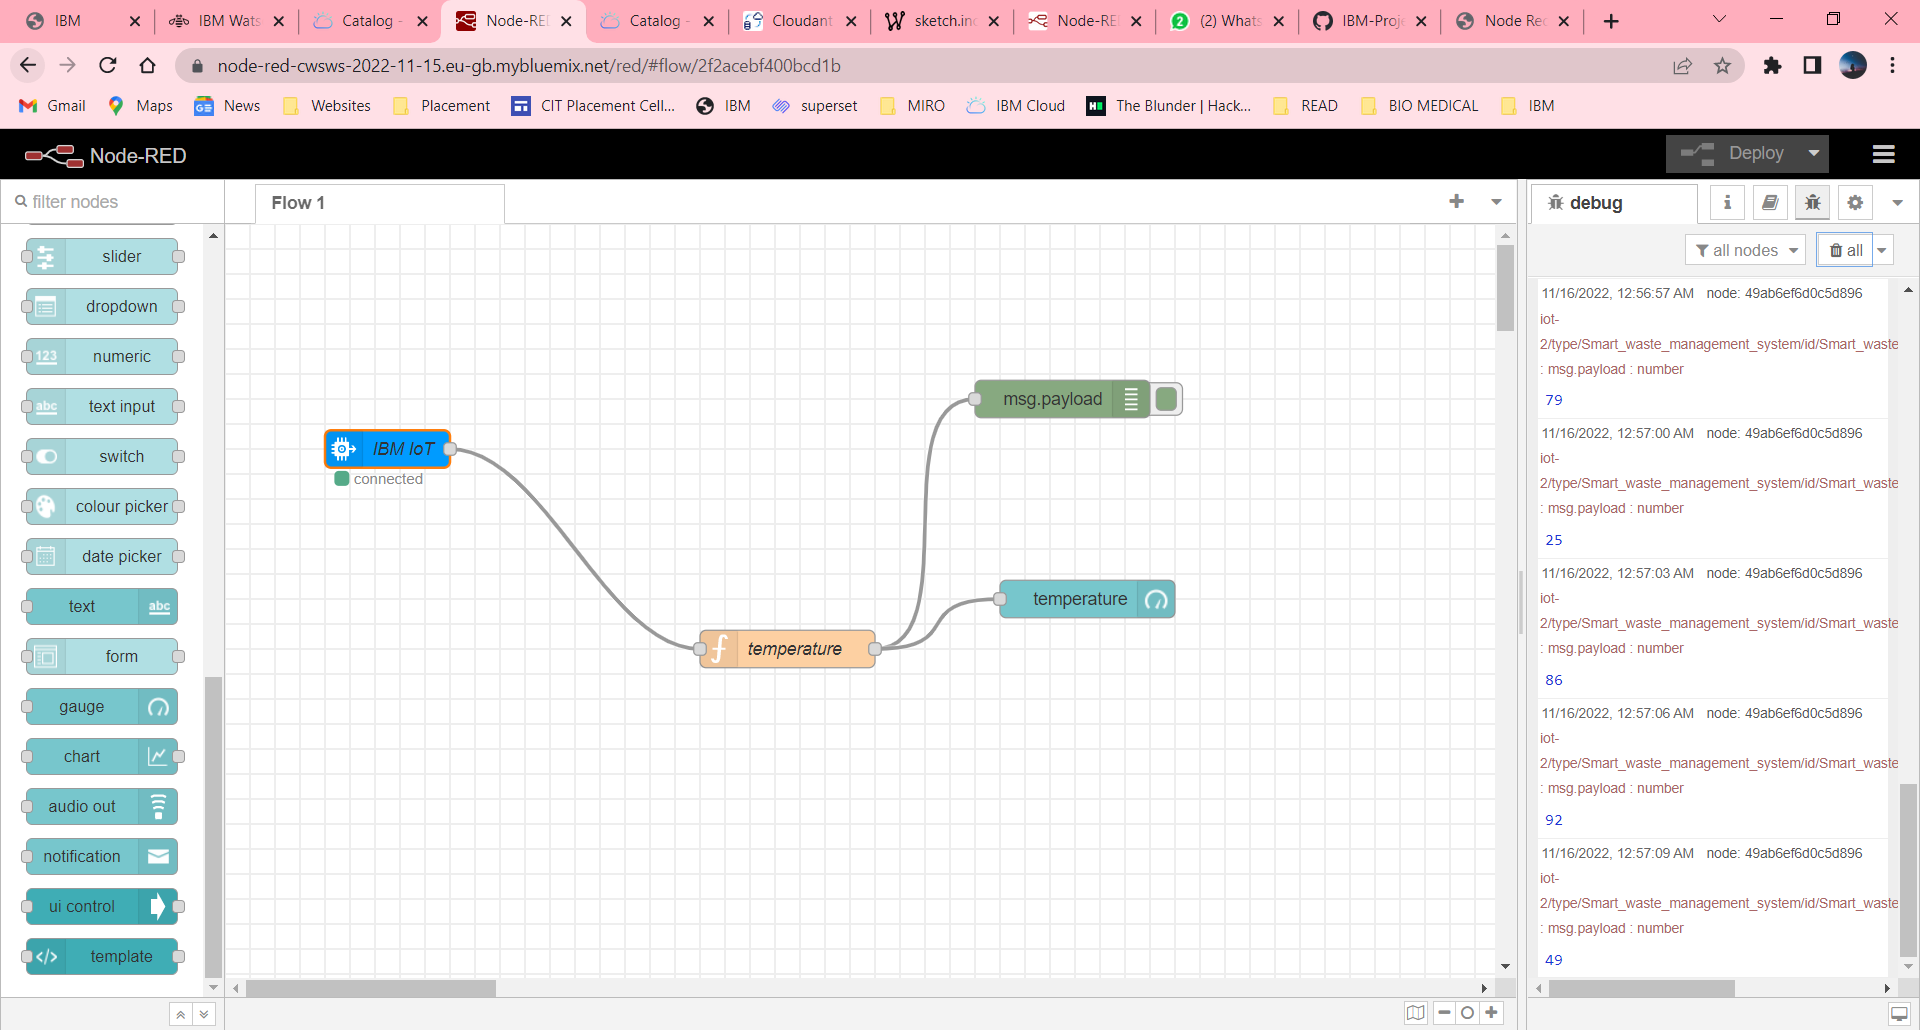 IBM
IBM Wats
Catalog -
Node-RED
Catalog -
Cloudant
sketch.in
Node-RE
(2) Whats
IBM-Proj
Node Rec
node-red-cwsws-2022-11-15.eu-gb.mybluemix.net/red/#flow/2f2acebf400bcd1b
Gmail
Maps
News
Websites
Placement
CIT Placement Cell...
IBM
superset
MIRO
IBM Cloud
The Blunder | Hack...
READ
BIO MEDICAL
IBM
Node-RED
Deploy
filter nodes
slider
dropdown
123 numeric
abc text input
switch
colour picker
date picker
text abc
form
gauge
chart
audio out
notification
ui control
</> template
Flow 1
IBM IoT
connected
temperature
msg.payload
temperature
debug
all nodes
all
11/16/2022, 12:56:57 AM node: 49ab6ef6d0c5d896
iot-
2/type/Smart_waste_management_system/id/Smart_waste
: msg.payload : number
79
11/16/2022, 12:57:00 AM node: 49ab6ef6d0c5d896
iot-
2/type/Smart_waste_management_system/id/Smart_waste
: msg.payload : number
25
11/16/2022, 12:57:03 AM node: 49ab6ef6d0c5d896
iot-
2/type/Smart_waste_management_system/id/Smart_waste
: msg.payload : number
86
11/16/2022, 12:57:06 AM node: 49ab6ef6d0c5d896
iot-
2/type/Smart_waste_management_system/id/Smart_waste
: msg.payload : number
92
11/16/2022, 12:57:09 AM node: 49ab6ef6d0c5d896
iot-
2/type/Smart_waste_management_system/id/Smart_waste
: msg.payload : number
49